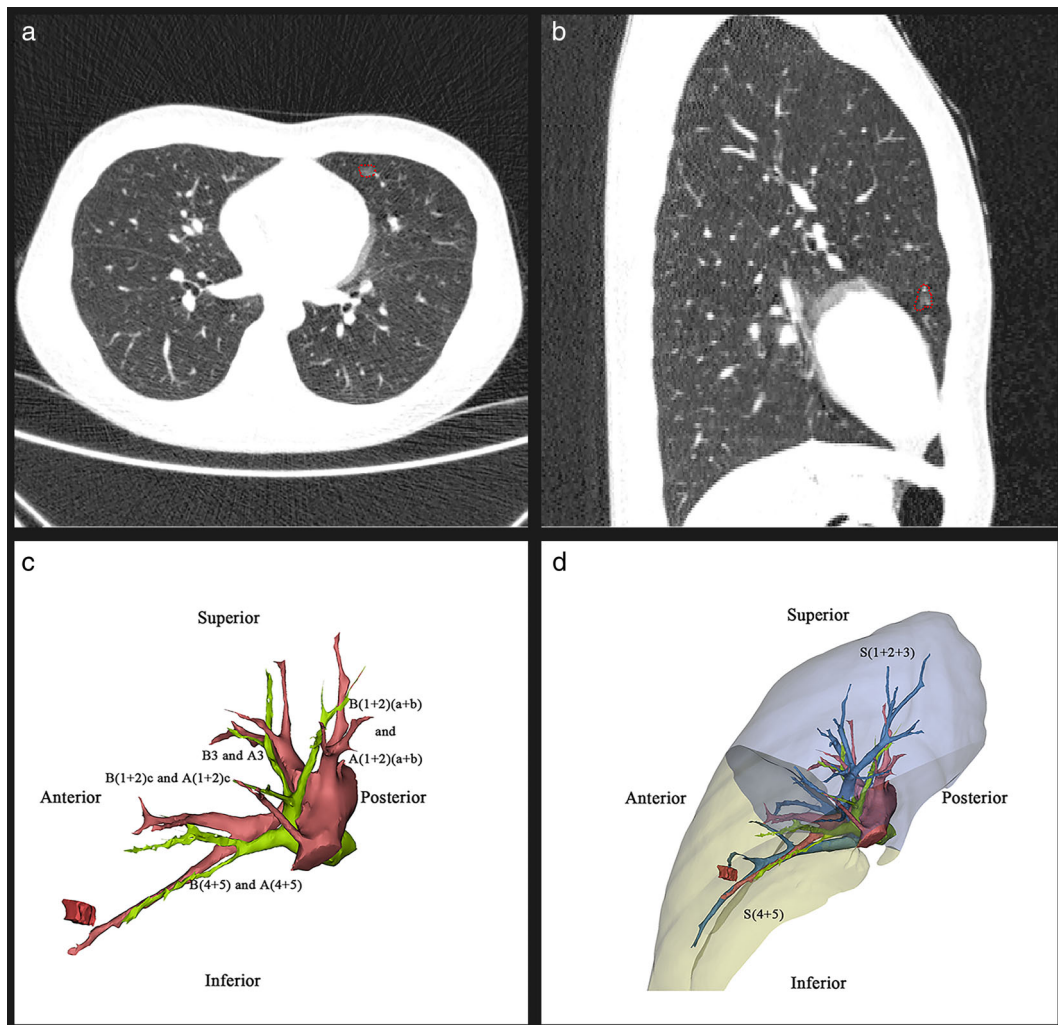 a
b
c
Superior
B(1+2)(a+b)
and
B3 and A3
A(1+2)(a+b)
B(1+2)c and A(1+2)c
Anterior
Posterior
B(4+5) and A(4+5)
Inferior
d
Superior
S(1+2+3)
Anterior
Posterior
S(4+5)
Inferior